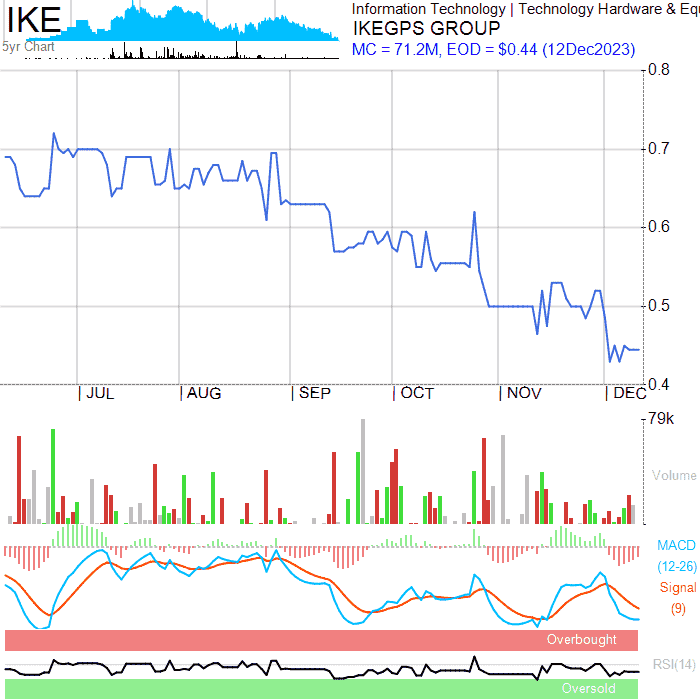 IKE
5yr Chart
Information Technology | Technology Hardware & Equ
IKEGPS GROUP
MC = 71.2M, EOD = $0.44 (12Dec2023)
0.8
0.7
0.6
0.5
0.4
JUL
AUG
SEP
OCT
NOV
DEC
79k
Volume
MACD
(12-26)
Signal
(9)
Overbought
RSI(14)
Oversold